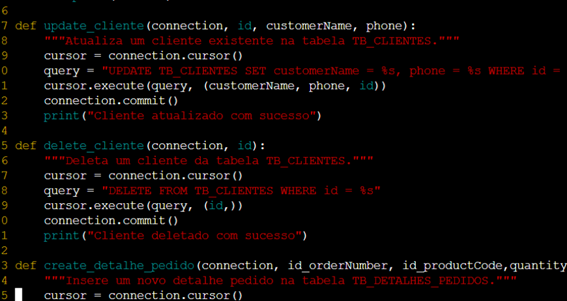 6
7 def update_cliente(connection, id, customerName, phone):
8     """Atualiza um cliente existente na tabela TB_CLIENTES."""
9     cursor = connection.cursor()
0     query = "UPDATE TB_CLIENTES SET customerName = %s, phone = %s WHERE id =
1     cursor.execute(query, (customerName, phone, id))
2     connection.commit()
3     print("Cliente atualizado com sucesso")
4
5 def delete_cliente(connection, id):
6     """Deleta um cliente da tabela TB_CLIENTES."""
7     cursor = connection.cursor()
8     query = "DELETE FROM TB_CLIENTES WHERE id = %s"
9     cursor.execute(query, (id,))
0     connection.commit()
1     print("Cliente deletado com sucesso")
2
3 def create_detalhe_pedido(connection, id_orderNumber, id_productCode,quantity
4     """Insere um novo detalhe pedido na tabela TB_DETALHES_PEDIDOS."""
5     cursor = connection.cursor()